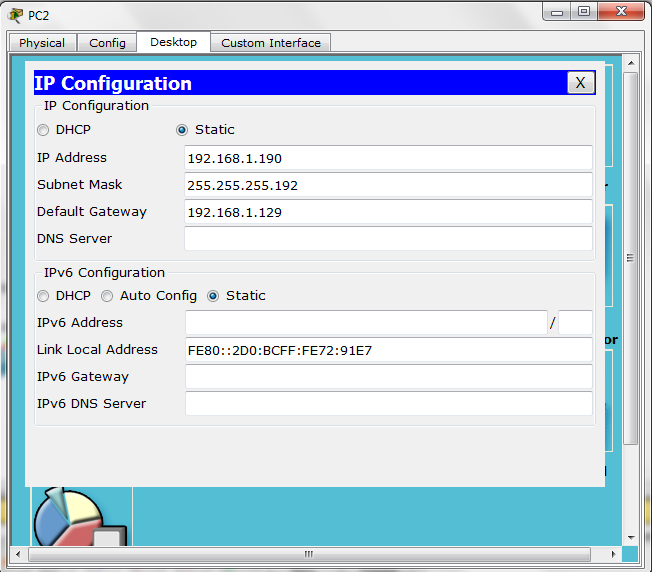 PC2
Physical Config Desktop Custom Interface
IP Configuration X
IP Configuration
DHCP Static
IP Address 192.168.1.190
Subnet Mask 255.255.255.192
Default Gateway 192.168.1.129
DNS Server
IPv6 Configuration
DHCP Auto Config Static
IPv6 Address /
Link Local Address FE80::2D0:BCFF:FE72:91E7
IPv6 Gateway
IPv6 DNS Server